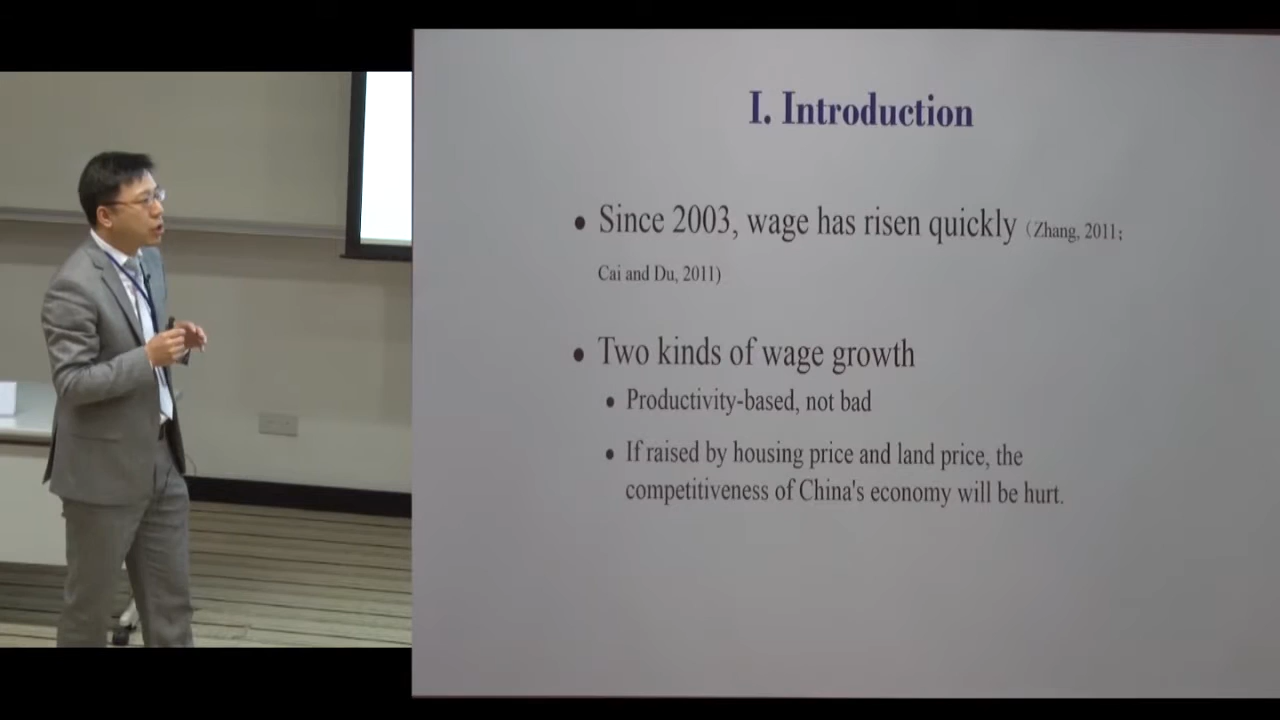 I. Introduction
• Since 2003, wage has risen quickly（Zhang, 2011；
Cai and Du, 2011)
• Two kinds of wage growth
• Productivity-based, not bad
• If raised by housing price and land price, the
competitiveness of China's economy will be hurt.